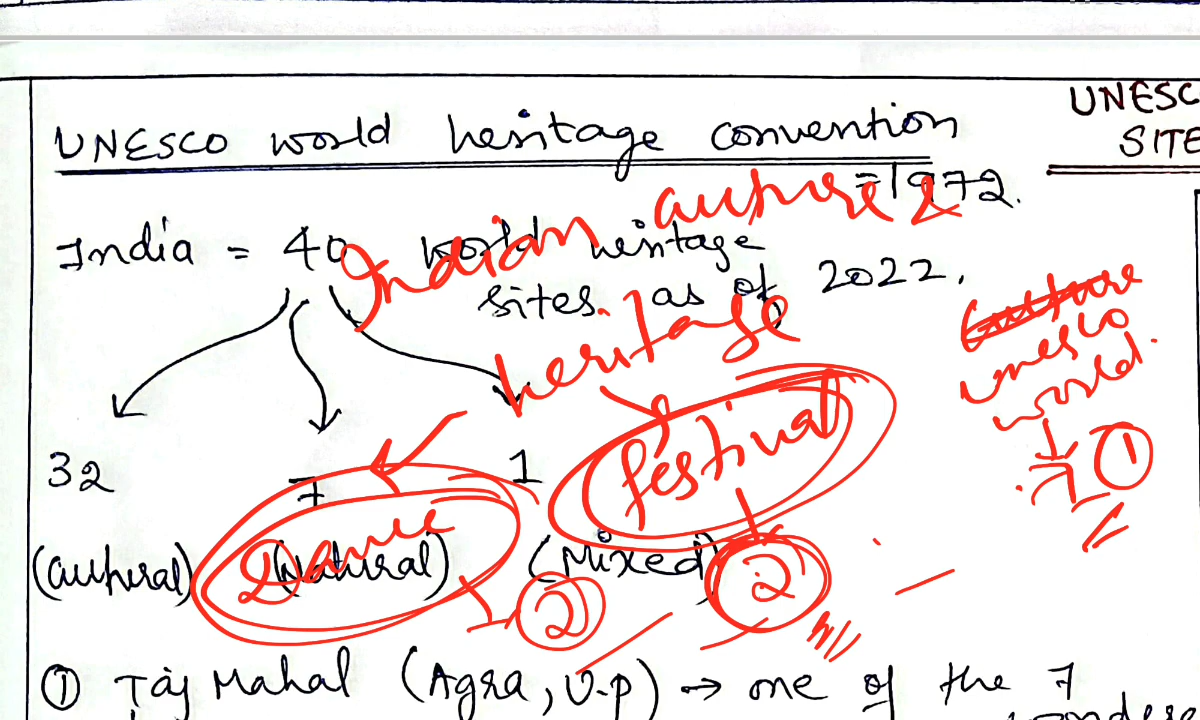 UNESCO world heritage convention
=1972.
UNESC
SITE
India = 40 world heritage
sites. as of 2022.
32
7
1
(cultural)
(Natural)
(Mixed)
① Taj Mahal (Agra, U.P) → one of the 7
Indian culture &
heritage
festival
2
Dance
2
culture
unesco
world.
①